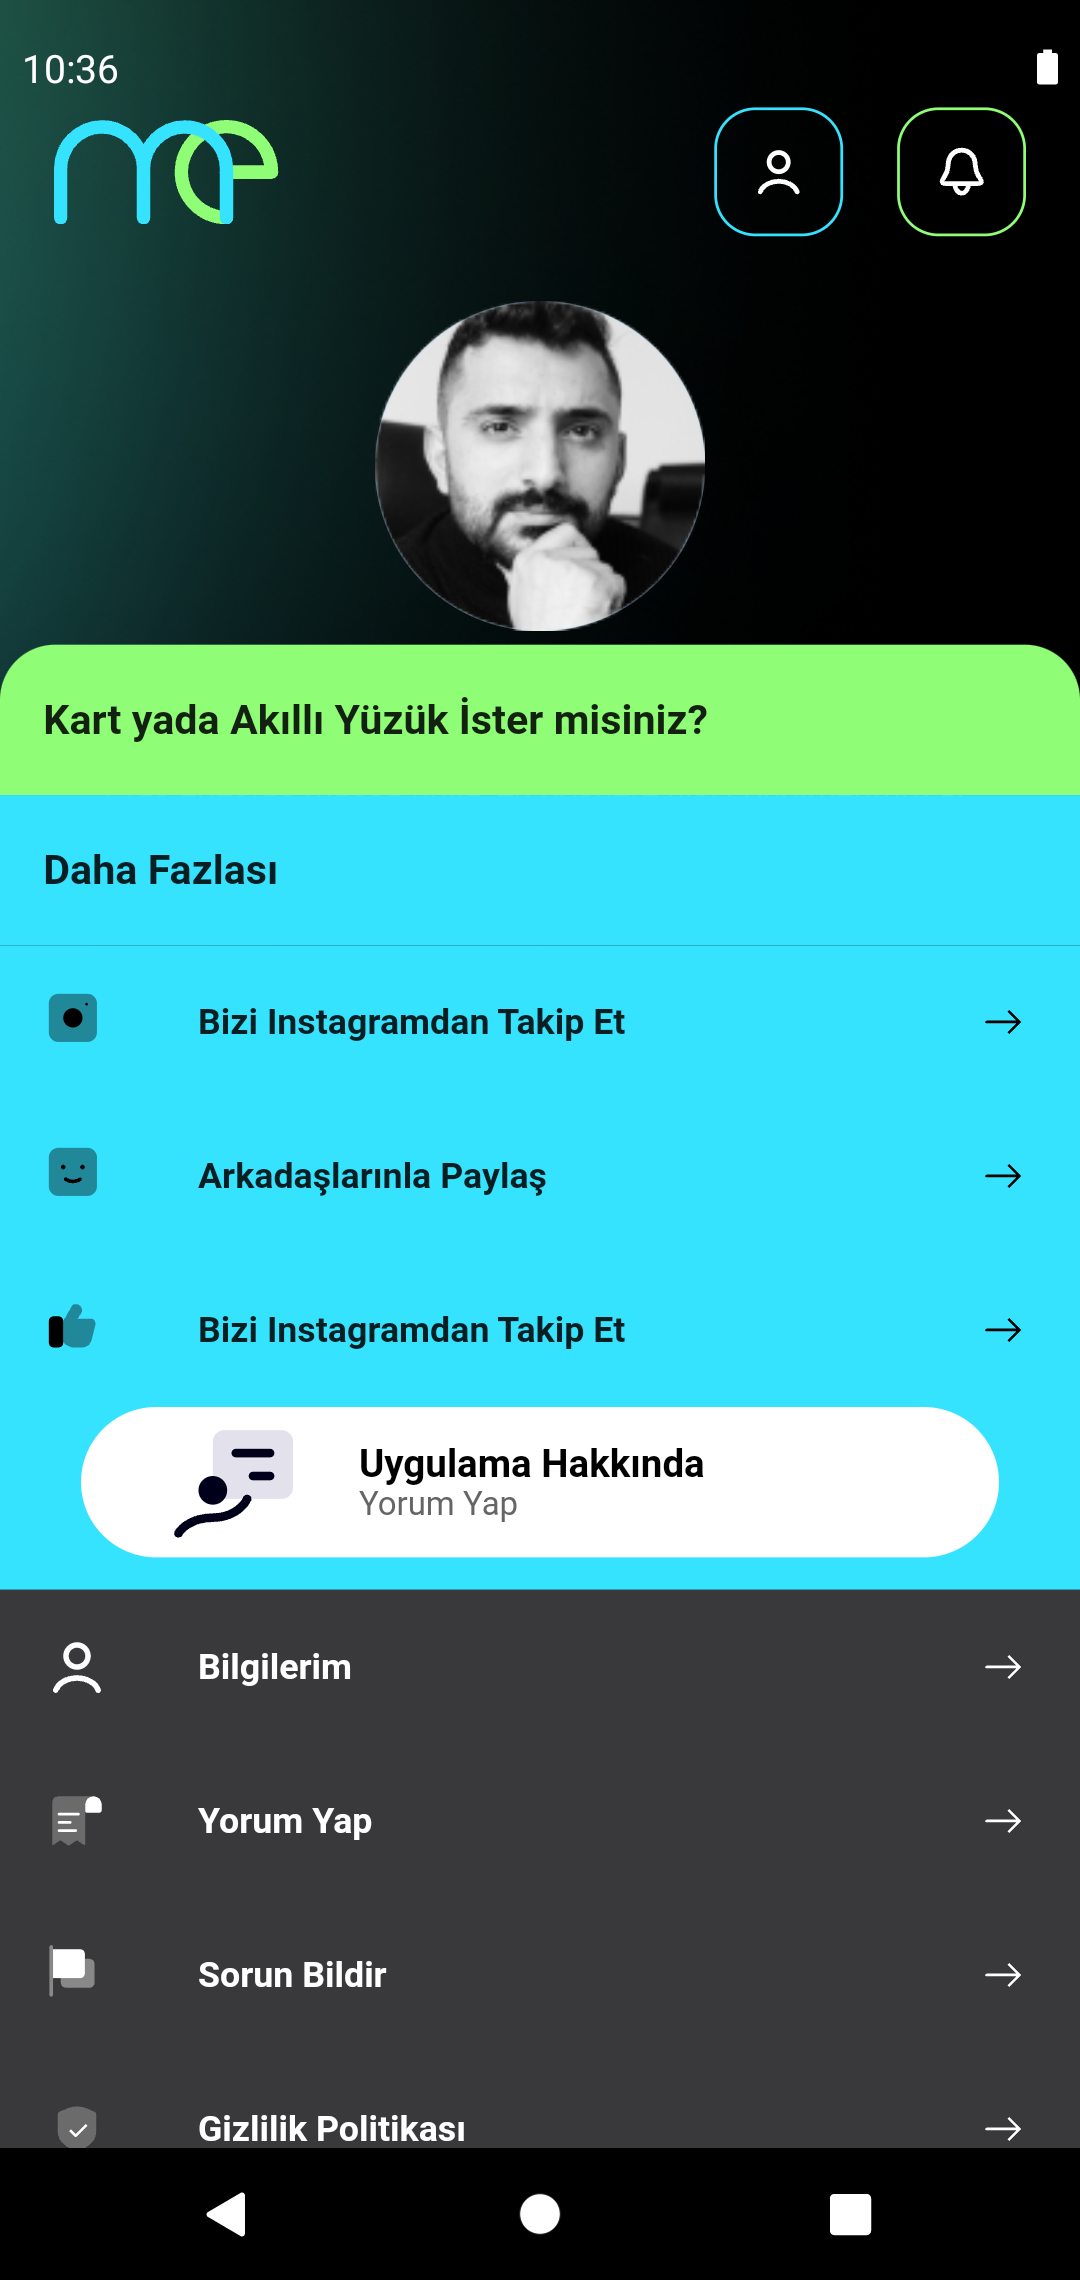 10:36
me
Kart yada Akıllı Yüzük İster misiniz?
Daha Fazlası
Bizi Instagramdan Takip Et
Arkadaşlarınla Paylaş
Bizi Instagramdan Takip Et
Uygulama Hakkında
Yorum Yap
Bilgilerim
Yorum Yap
Sorun Bildir
Gizlilik Politikası